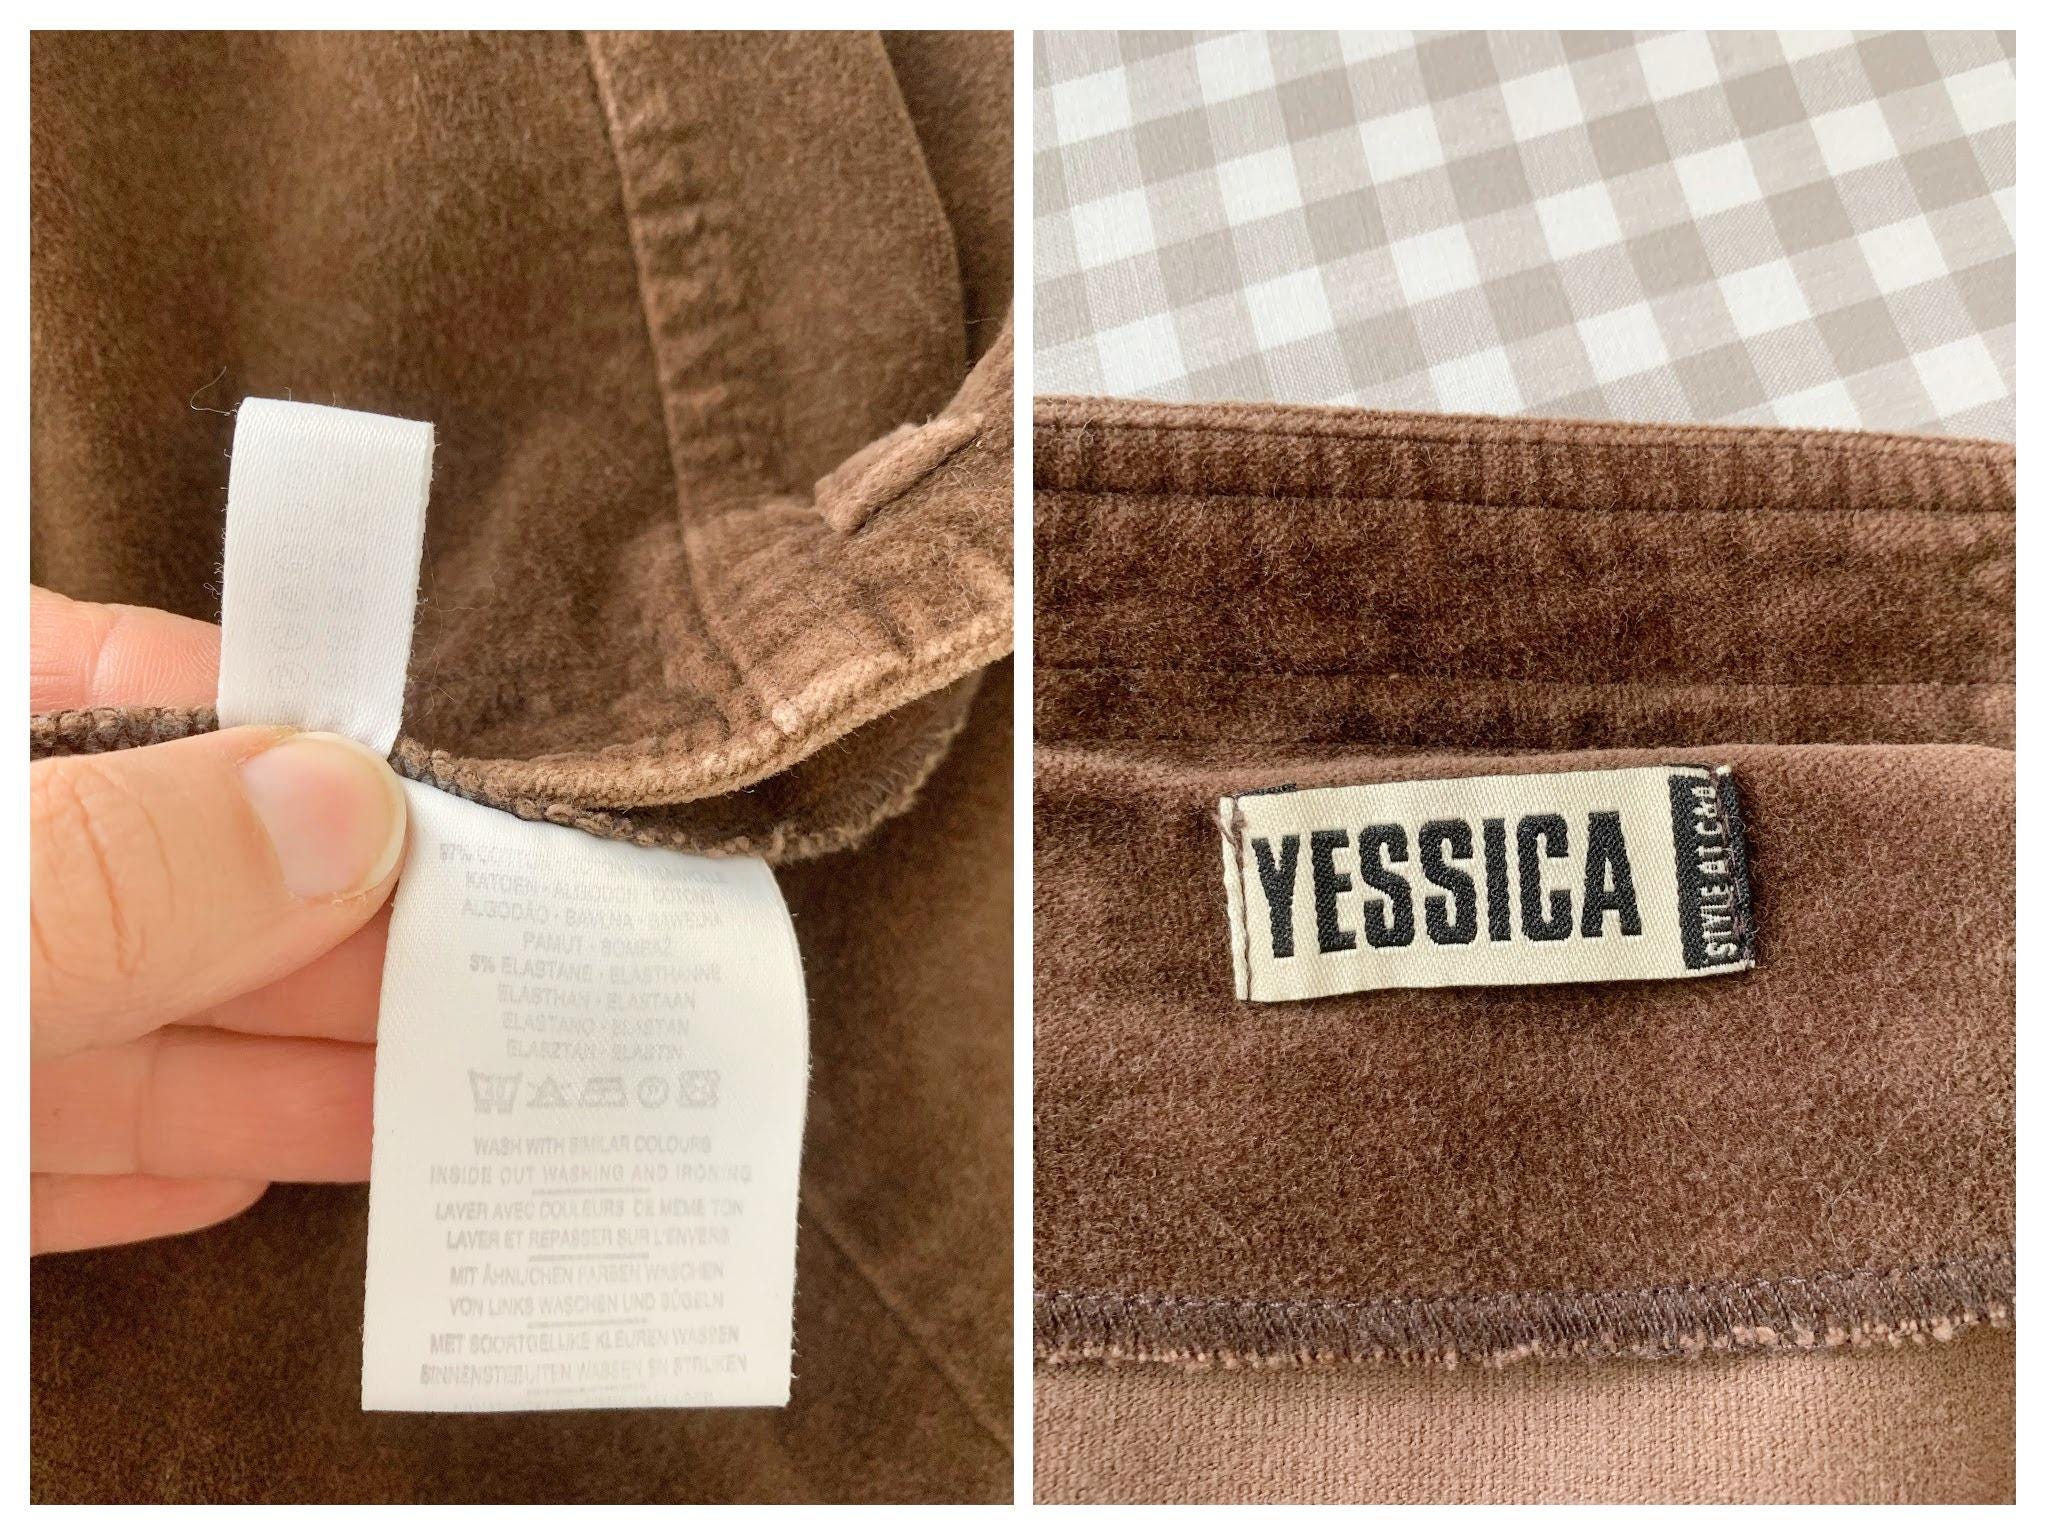 97% COTTON
KATOEN · ALGODON · COTONE
ALGODÃO · BAVLNA · BAWEŁNA
PAMUT · BOMBAŽ
3% ELASTANE · ELASTHANNE
ELASTHAN · ELASTAAN
ELASTANO · ELASTAN
ELASZTÁN · ELASTIN
WASH WITH SIMILAR COLOURS
INSIDE OUT WASHING AND IRONING
LAVER AVEC COULEURS DE MEME TON
LAVER ET REPASSER SUR L'ENVERS
MIT ÄHNLICHEN FARBEN WASCHEN
VON LINKS WASCHEN UND BÜGELN
MET SOORTGELIJKE KLEUREN WASSEN
BINNENSTEBUITEN WASSEN EN STRIJKEN
YESSICA
STYLE AT C&A